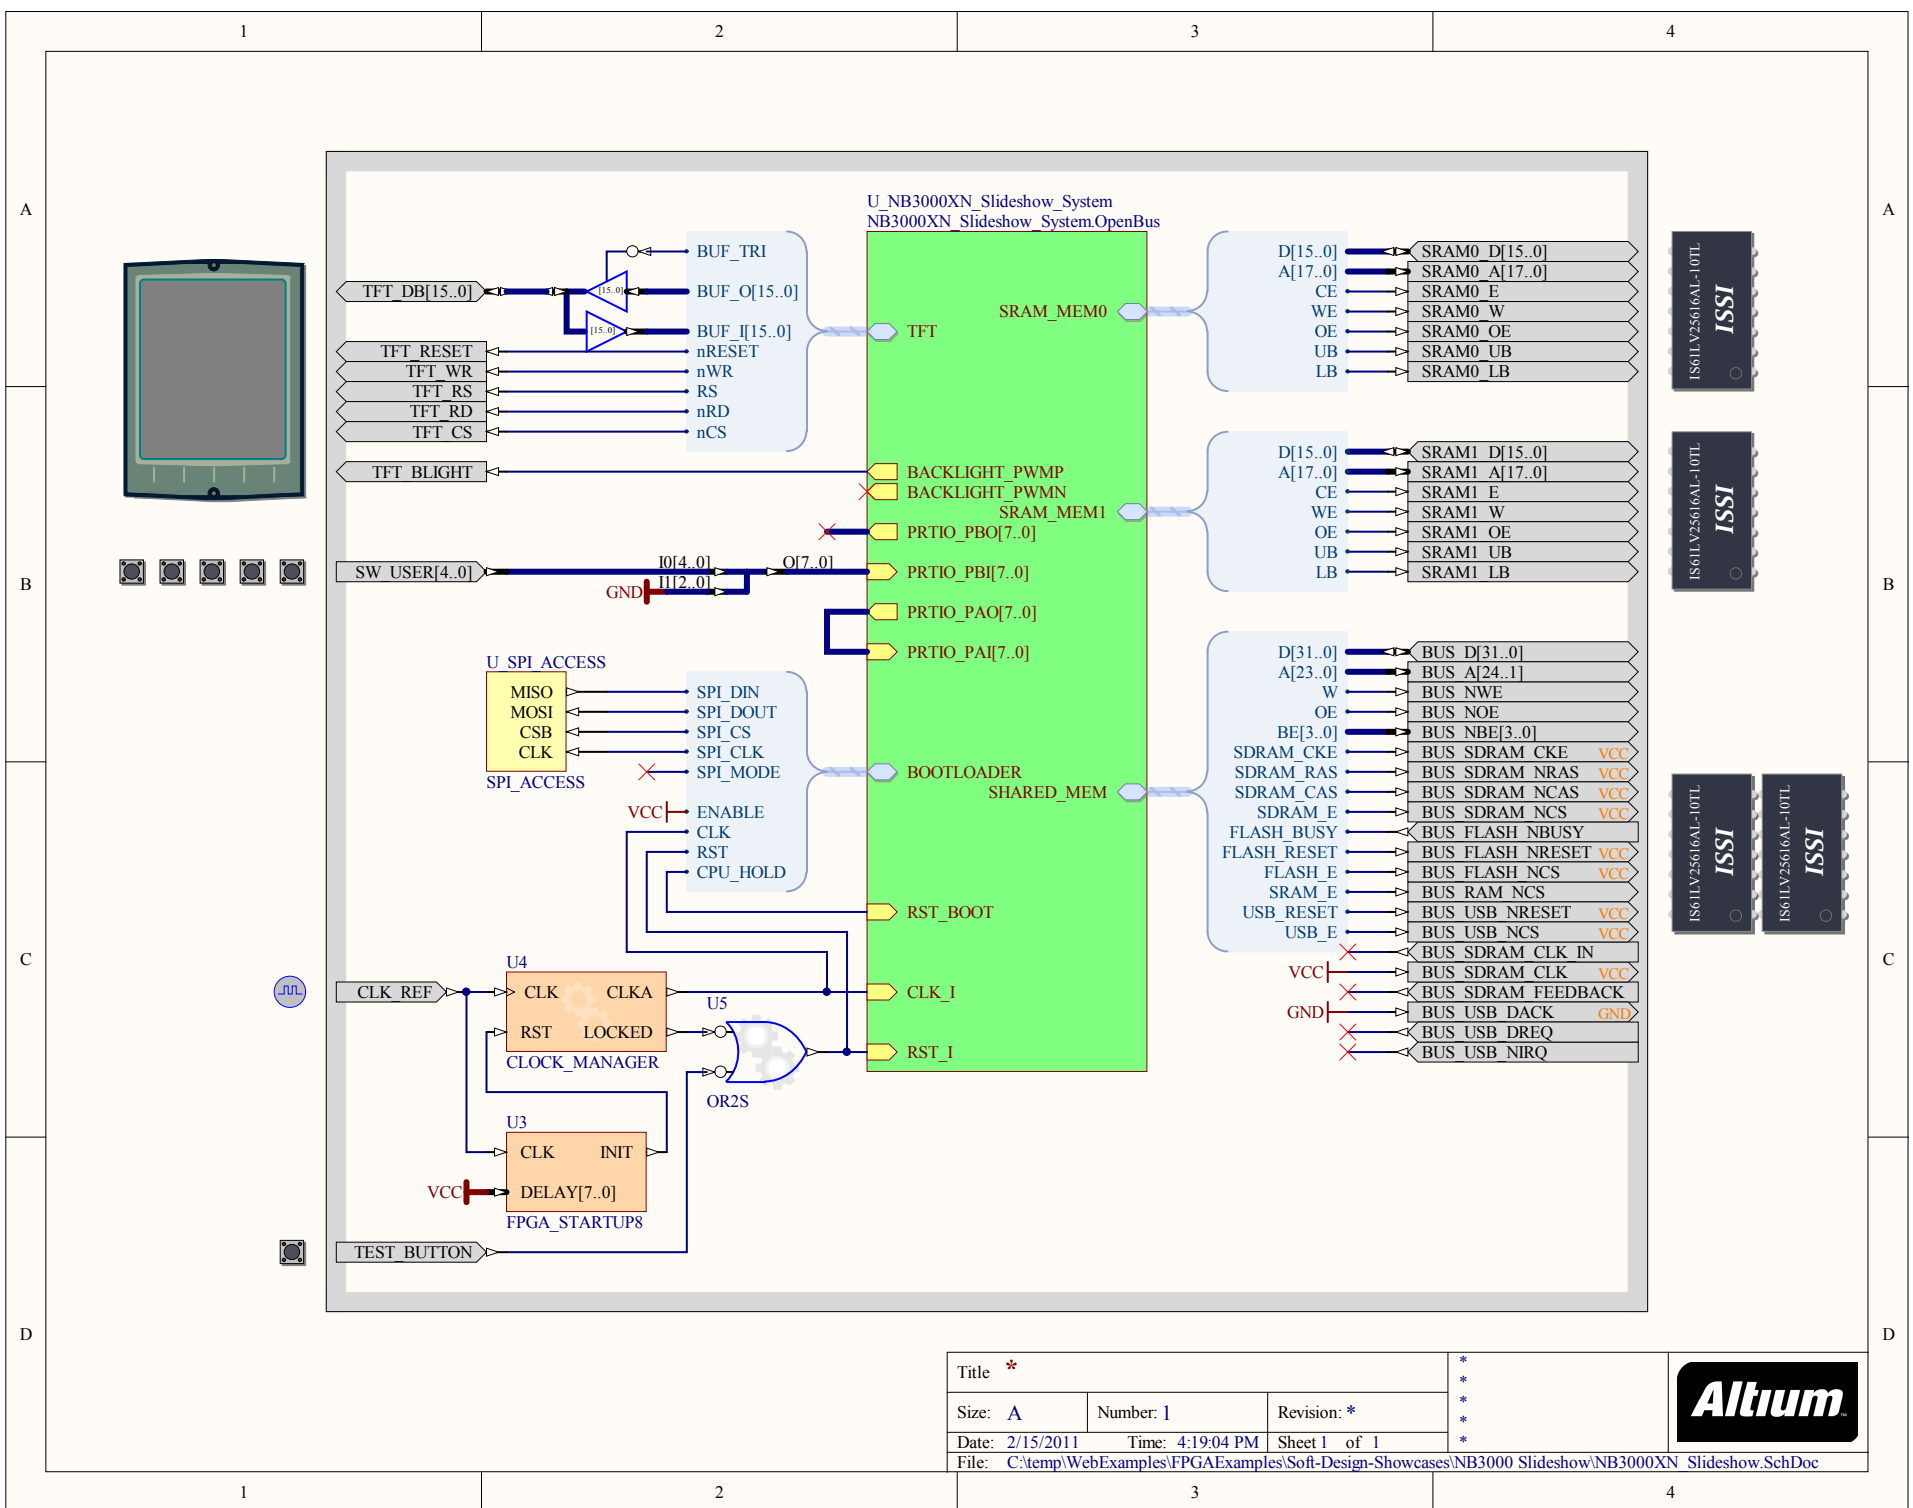 1 2 3 4
A
A
B
B
C
C
D
D
U_NB3000XN_Slideshow_System
NB3000XN_Slideshow_System.OpenBus
TFT_DB[15..0]
TFT_RESET
TFT_WR
TFT_RS
TFT_RD
TFT_CS
TFT_BLIGHT
[15..0]
[15..0]
BUF_TRI
BUF_O[15..0]
BUF_I[15..0]
nRESET
nWR
RS
nRD
nCS
TFT
BACKLIGHT_PWMP
BACKLIGHT_PWMN
PRTIO_PBO[7..0]
PRTIO_PBI[7..0]
PRTIO_PAO[7..0]
PRTIO_PAI[7..0]
BOOTLOADER
RST_BOOT
CLK_I
RST_I
SRAM_MEM0
SRAM_MEM1
SHARED_MEM
SW_USER[4..0]
I0[4..0]
I1[2..0]
O[7..0]
GND
U_SPI_ACCESS
MISO
MOSI
CSB
CLK
SPI_ACCESS
SPI_DIN
SPI_DOUT
SPI_CS
SPI_CLK
SPI_MODE
VCC ENABLE
CLK
RST
CPU_HOLD
CLK_REF
U4
CLK CLKA
RST LOCKED
CLOCK_MANAGER
U5
OR2S
U3
CLK INIT
VCC DELAY[7..0]
FPGA_STARTUP8
TEST_BUTTON
D[15..0] SRAM0_D[15..0]
A[17..0] SRAM0_A[17..0]
CE SRAM0_E
WE SRAM0_W
OE SRAM0_OE
UB SRAM0_UB
LB SRAM0_LB
IS61LV25616AL-10TL
ISSI
D[15..0] SRAM1_D[15..0]
A[17..0] SRAM1_A[17..0]
CE SRAM1_E
WE SRAM1_W
OE SRAM1_OE
UB SRAM1_UB
LB SRAM1_LB
IS61LV25616AL-10TL
ISSI
D[31..0] BUS_D[31..0]
A[23..0] BUS_A[24..1]
W BUS_NWE
OE BUS_NOE
BE[3..0] BUS_NBE[3..0]
SDRAM_CKE BUS_SDRAM_CKE VCC
SDRAM_RAS BUS_SDRAM_NRAS VCC
SDRAM_CAS BUS_SDRAM_NCAS VCC
SDRAM_E BUS_SDRAM_NCS VCC
FLASH_BUSY BUS_FLASH_NBUSY
FLASH_RESET BUS_FLASH_NRESET VCC
FLASH_E BUS_FLASH_NCS VCC
SRAM_E BUS_RAM_NCS
USB_RESET BUS_USB_NRESET VCC
USB_E BUS_USB_NCS VCC
BUS_SDRAM_CLK_IN
VCC BUS_SDRAM_CLK VCC
BUS_SDRAM_FEEDBACK
GND BUS_USB_DACK GND
BUS_USB_DREQ
BUS_USB_NIRQ
IS61LV25616AL-10TL
ISSI
IS61LV25616AL-10TL
ISSI
Title *
Size: A Number: 1 Revision: *
Date: 2/15/2011 Time: 4:19:04 PM Sheet 1 of 1
File: C:\temp\WebExamples\FPGAExamples\Soft-Design-Showcases\NB3000 Slideshow\NB3000XN_Slideshow.SchDoc
*
*
*
*
*
Altium
1 2 3 4